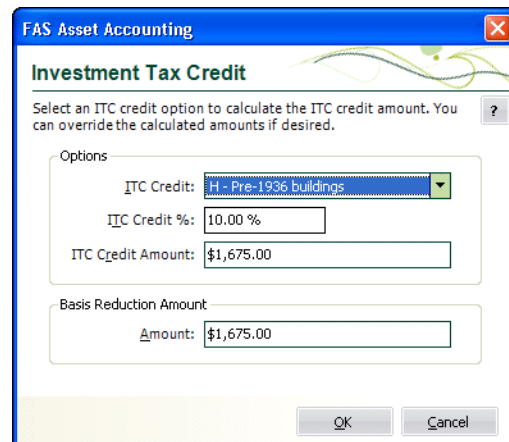 FAS Asset Accounting
Investment Tax Credit
Select an ITC credit option to calculate the ITC credit amount. You
can override the calculated amounts if desired.
?
Options
ITC Credit: H - Pre-1936 buildings
ITC Credit %: 10.00 %
ITC Credit Amount: $1,675.00
Basis Reduction Amount
Amount: $1,675.00
OK Cancel